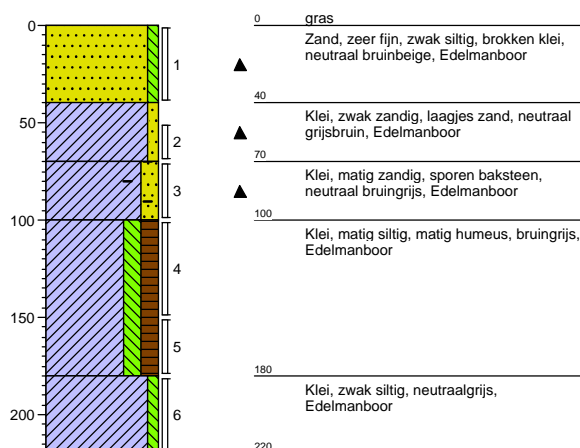 0
50
100
150
200
1
2
3
4
5
6
0
gras
Zand, zeer fijn, zwak siltig, brokken klei,
neutraal bruinbeige, Edelmanboor
40
Klei, zwak zandig, laagjes zand, neutraal
grijsbruin, Edelmanboor
70
Klei, matig zandig, sporen baksteen,
neutraal bruingrijs, Edelmanboor
100
Klei, matig siltig, matig humeus, bruingrijs,
Edelmanboor
180
Klei, zwak siltig, neutraalgrijs,
Edelmanboor
220